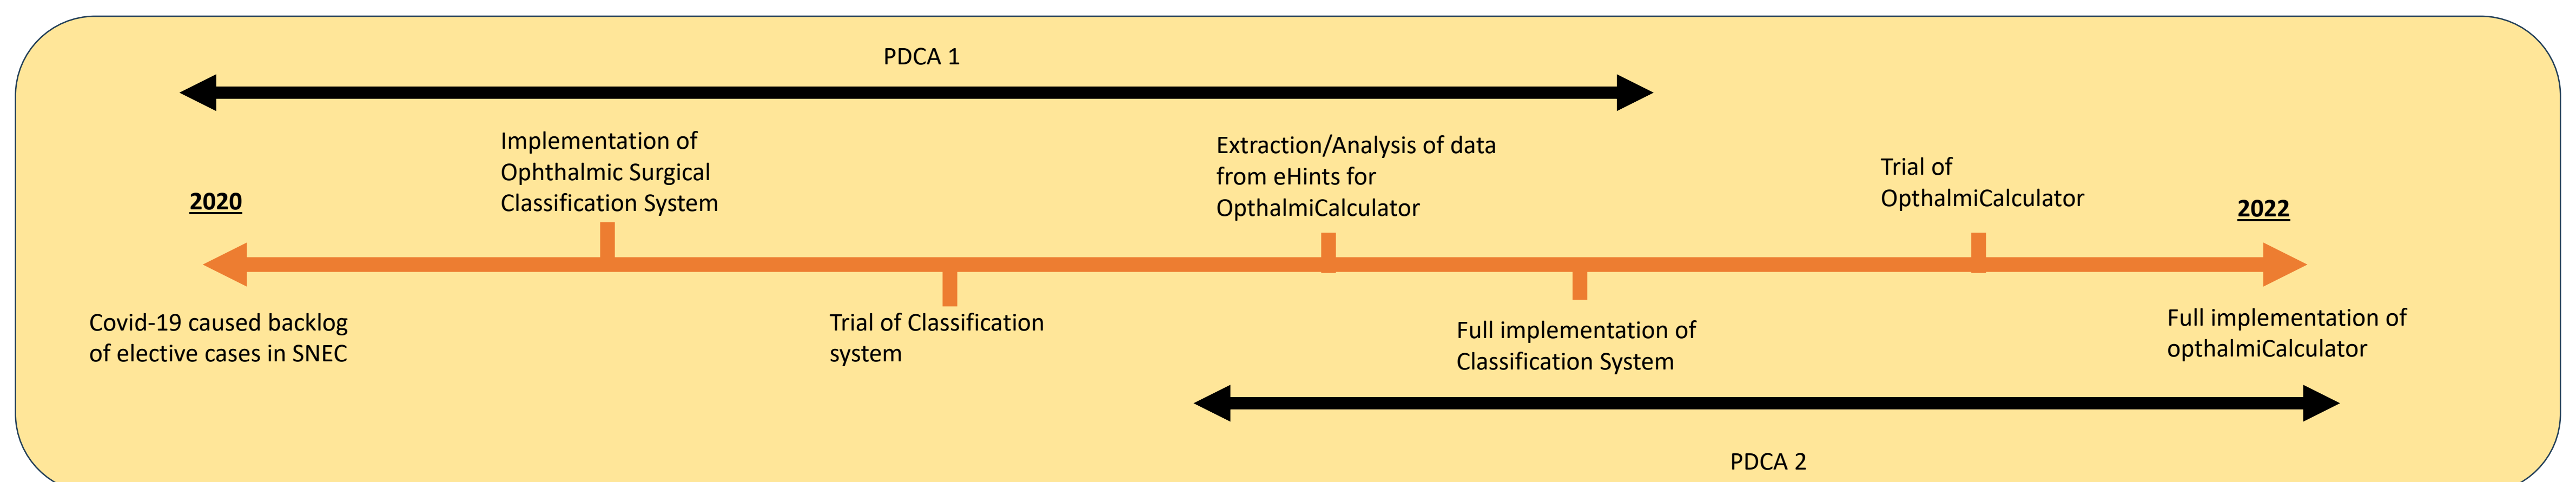 PDCA 1
2020
Implementation of
Ophthalmic Surgical
Classification System
Extraction/Analysis of data
from eHints for
OpthalmiCalculator
Trial of
OpthalmiCalculator
2022
Covid-19 caused backlog
of elective cases in SNEC
Trial of Classification
system
Full implementation of
Classification System
Full implementation of
opthalmiCalculator
PDCA 2